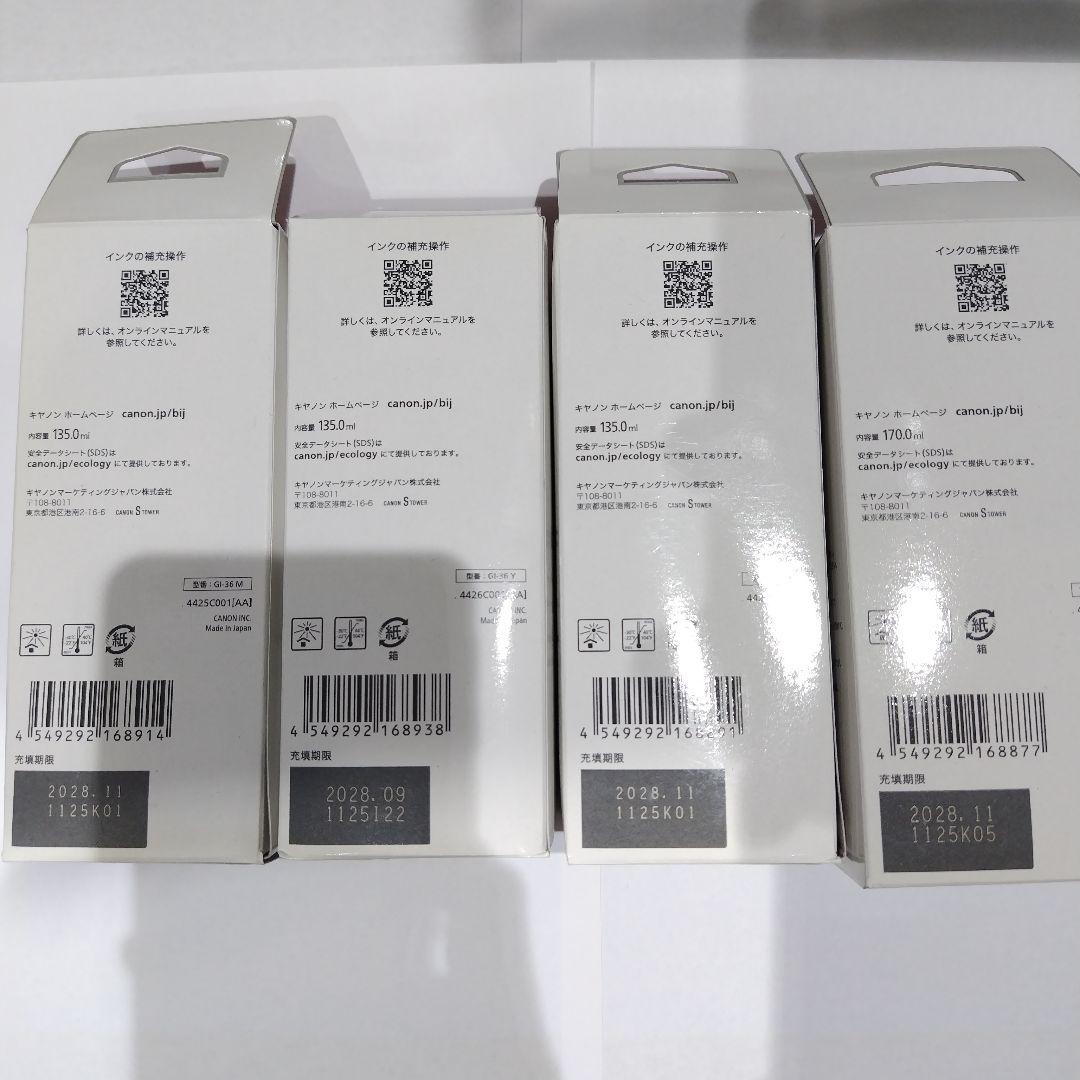 インクの補充操作
詳しくは、オンラインマニュアルを
参照してください。
キヤノン ホームページ canon.jp/bij
内容量 135.0ml
安全データシート(SDS)は
canon.jp/ecology にて提供しております。
キヤノンマーケティングジャパン株式会社
〒108-8011
東京都港区港南2-16-6 CANON S TOWER
型番:GI-36 M
4425C001[AA]
CANON INC.
Made in Japan
紙
箱
4 549292 168914
充填期限
2028.11
1125K01
インクの補充操作
詳しくは、オンラインマニュアルを
参照してください。
キヤノン ホームページ canon.jp/bij
内容量 135.0ml
安全データシート(SDS)は
canon.jp/ecology にて提供しております。
キヤノンマーケティングジャパン株式会社
〒108-8011
東京都港区港南2-16-6 CANON S TOWER
型番:GI-36 Y
4426C001[AA]
CANON INC.
Made in Japan
紙
箱
4 549292 168938
充填期限
2028.09
1125I22
インクの補充操作
詳しくは、オンラインマニュアルを
参照してください。
キヤノン ホームページ canon.jp/bij
内容量 135.0ml
安全データシート(SDS)は
canon.jp/ecology にて提供しております。
キヤノンマーケティングジャパン株式会社
〒108-8011
東京都港区港南2-16-6 CANON S TOWER
4 549292
充填期限
2028.11
1125K01
インクの補充操作
詳しくは、オンラインマニュアルを
参照してください。
キヤノン ホームページ canon.jp/bij
内容量 170.0ml
安全データシート(SDS)は
canon.jp/ecology にて提供しております。
キヤノンマーケティングジャパン株式会社
〒108-8011
東京都港区港南2-16-6 CANON S TOWER
紙
箱
4 549292 168877
充填期限
2028.11
1125K05